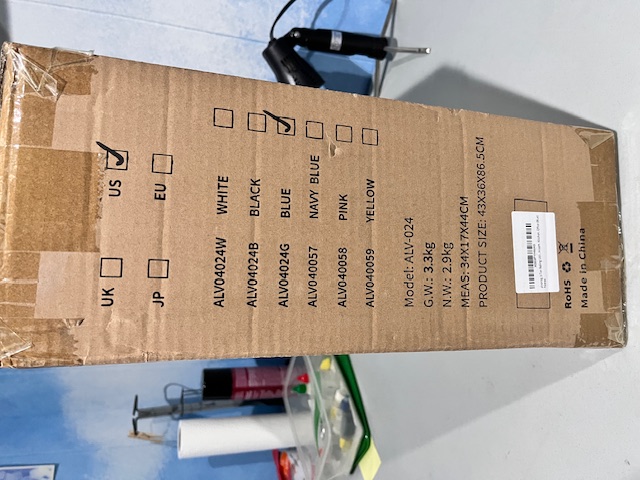 UK US
JP EU
ALV04024W WHITE
ALV04024B BLACK
ALV04024G BLUE
ALV040057 NAVY BLUE
ALV040058 PINK
ALV040059 YELLOW
Model: ALV-024
G.W.: 3.3kg
N.W.: 2.9kg
MEAS: 34X17X44CM
PRODUCT SIZE: 43X36X86.5CM
RoHS
Made in China